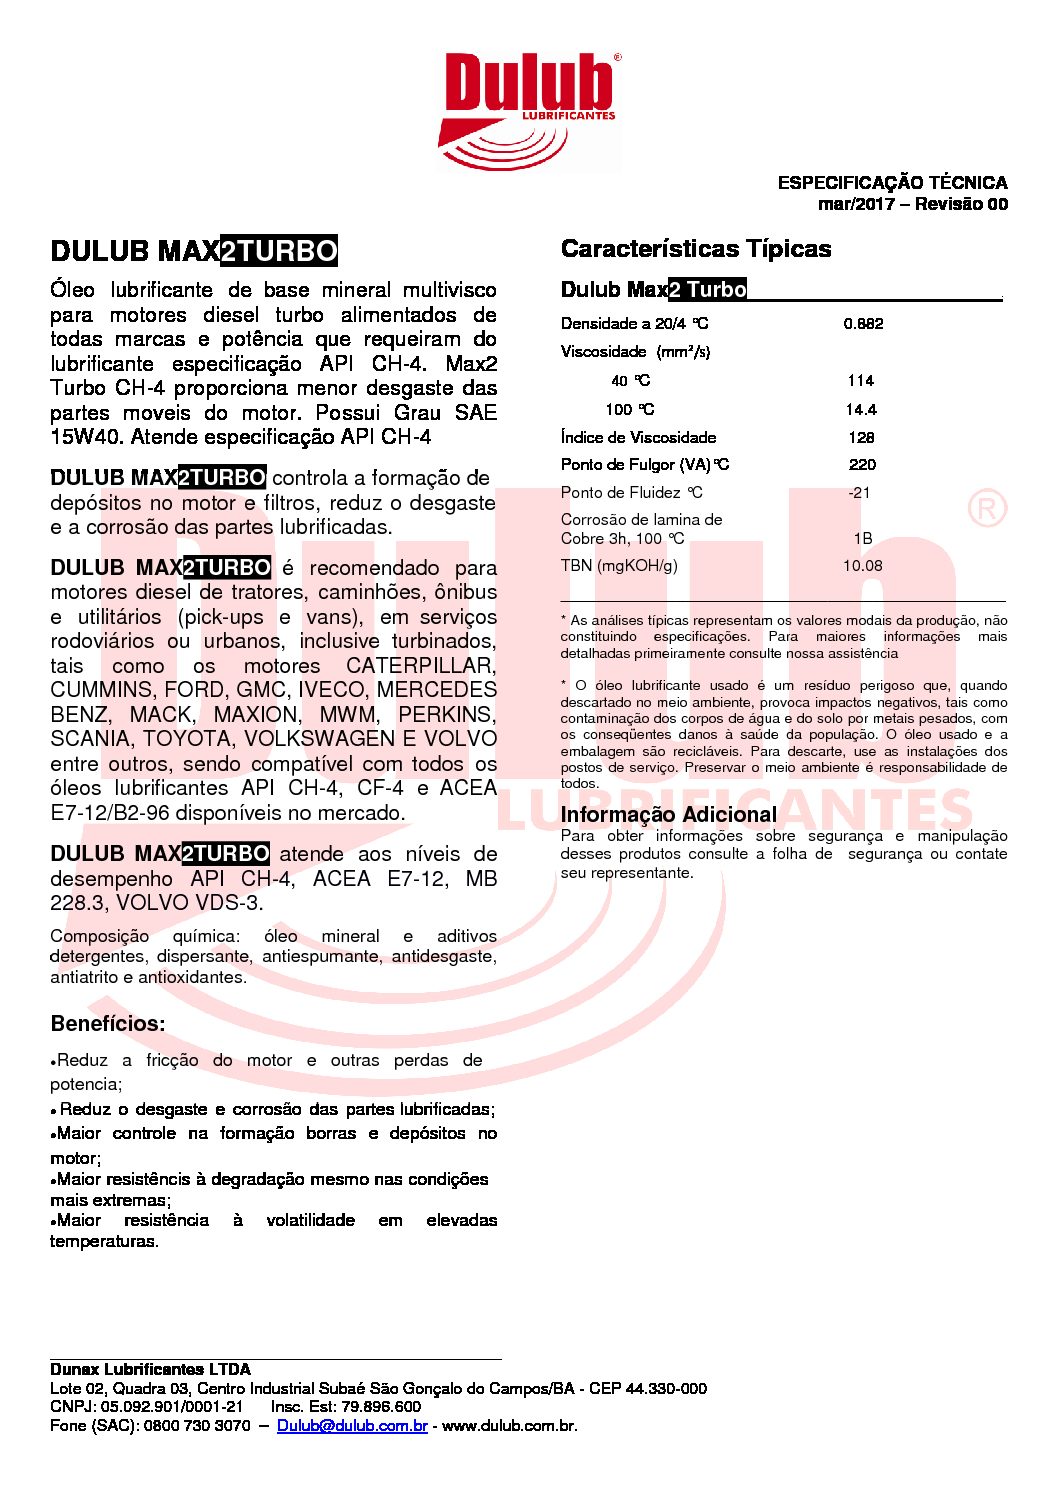 Dulub®
LUBRIFICANTES
ESPECIFICAÇÃO TÉCNICA
mar/2017 – Revisão 00
DULUB MAX2TURBO
Óleo lubrificante de base mineral multivisco
para motores diesel turbo alimentados de
todas marcas e potência que requeiram do
lubrificante especificação API CH-4. Max2
Turbo CH-4 proporciona menor desgaste das
partes moveis do motor. Possui Grau SAE
15W40. Atende especificação API CH-4
DULUB MAX2TURBO controla a formação de
depósitos no motor e filtros, reduz o desgaste
e a corrosão das partes lubrificadas.
DULUB MAX2TURBO é recomendado para
motores diesel de tratores, caminhões, ônibus
e utilitários (pick-ups e vans), em serviços
rodoviários ou urbanos, inclusive turbinados,
tais como os motores CATERPILLAR,
CUMMINS, FORD, GMC, IVECO, MERCEDES
BENZ, MACK, MAXION, MWM, PERKINS,
SCANIA, TOYOTA, VOLKSWAGEN E VOLVO
entre outros, sendo compatível com todos os
óleos lubrificantes API CH-4, CF-4 e ACEA
E7-12/B2-96 disponíveis no mercado.
DULUB MAX2TURBO atende aos níveis de
desempenho API CH-4, ACEA E7-12, MB
228.3, VOLVO VDS-3.
Composição química: óleo mineral e aditivos
detergentes, dispersante, antiespumante, antidesgaste,
antiatrito e antioxidantes.
Benefícios:
•Reduz a fricção do motor e outras perdas de
potencia;
• Reduz o desgaste e corrosão das partes lubrificadas;
•Maior controle na formação borras e depósitos no
motor;
•Maior resistêncis à degradação mesmo nas condições
mais extremas;
•Maior resistência à volatilidade em elevadas
temperaturas.
Características Típicas
Dulub Max2 Turbo
Densidade a 20/4 ºC 0.882
Viscosidade (mm²/s)
40 ºC 114
100 ºC 14.4
Índice de Viscosidade 128
Ponto de Fulgor (VA) ºC 220
Ponto de Fluidez ºC -21
Corrosão de lamina de
Cobre 3h, 100 ºC 1B
TBN (mgKOH/g) 10.08
* As análises típicas representam os valores modais da produção, não
constituindo especificações. Para maiores informações mais
detalhadas primeiramente consulte nossa assistência
* O óleo lubrificante usado é um resíduo perigoso que, quando
descartado no meio ambiente, provoca impactos negativos, tais como
contaminação dos corpos de água e do solo por metais pesados, com
os conseqüentes danos à saúde da população. O óleo usado e a
embalagem são recicláveis. Para descarte, use as instalações dos
postos de serviço. Preservar o meio ambiente é responsabilidade de
todos.
Informação Adicional
Para obter informações sobre segurança e manipulação
desses produtos consulte a folha de segurança ou contate
seu representante.
Dulub®
LUBRIFICANTES
Dunax Lubrificantes LTDA
Lote 02, Quadra 03, Centro Industrial Subaé São Gonçalo do Campos/BA - CEP 44.330-000
CNPJ: 05.092.901/0001-21 Insc. Est: 79.896.600
Fone (SAC): 0800 730 3070 – Dulub@dulub.com.br - www.dulub.com.br.